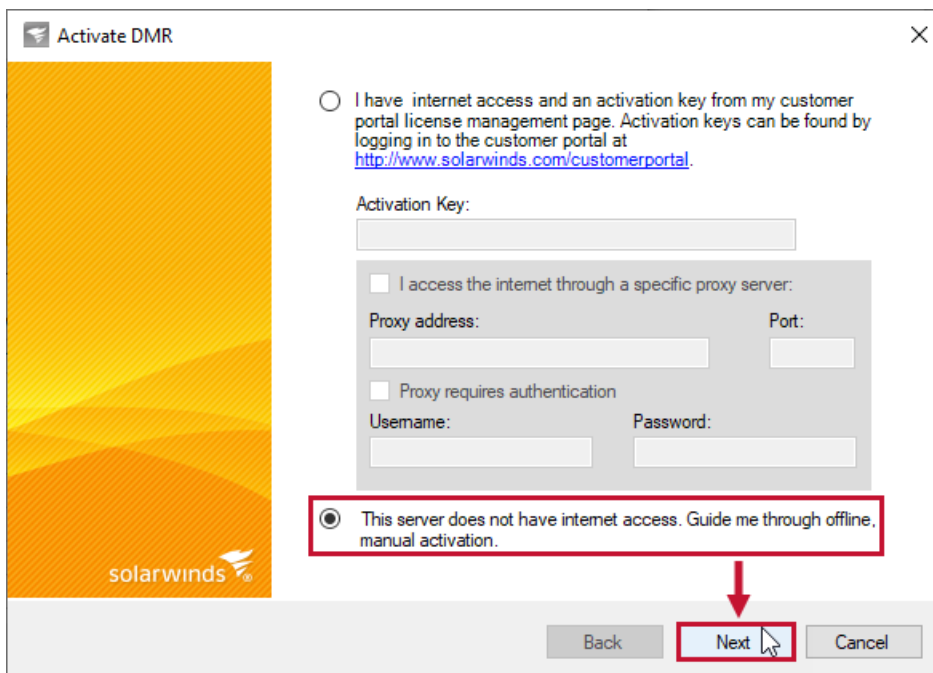 Activate DMR
I have internet access and an activation key from my customer
portal license management page. Activation keys can be found by
logging in to the customer portal at
http://www.solarwinds.com/customerportal.
Activation Key:
I access the internet through a specific proxy server:
Proxy address:
Port:
Proxy requires authentication
Username:
Password:
This server does not have internet access. Guide me through offline,
manual activation.
solarwinds®
Back
Next
Cancel